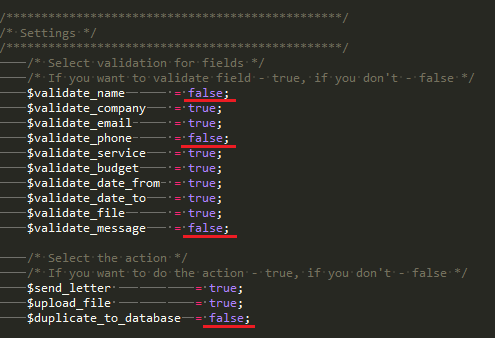 /*********************************************/
/* Settings */
/*********************************************/
/* Select validation for fields */
/* If you want to validate field - true, if you don't - false */
$validate_name = false;
$validate_company = true;
$validate_email = true;
$validate_phone = false;
$validate_service = true;
$validate_budget = true;
$validate_date_from = true;
$validate_date_to = true;
$validate_file = true;
$validate_message = false;
/* Select the action */
/* If you want to do the action - true, if you don't - false */
$send_letter = true;
$upload_file = true;
$duplicate_to_database = false;